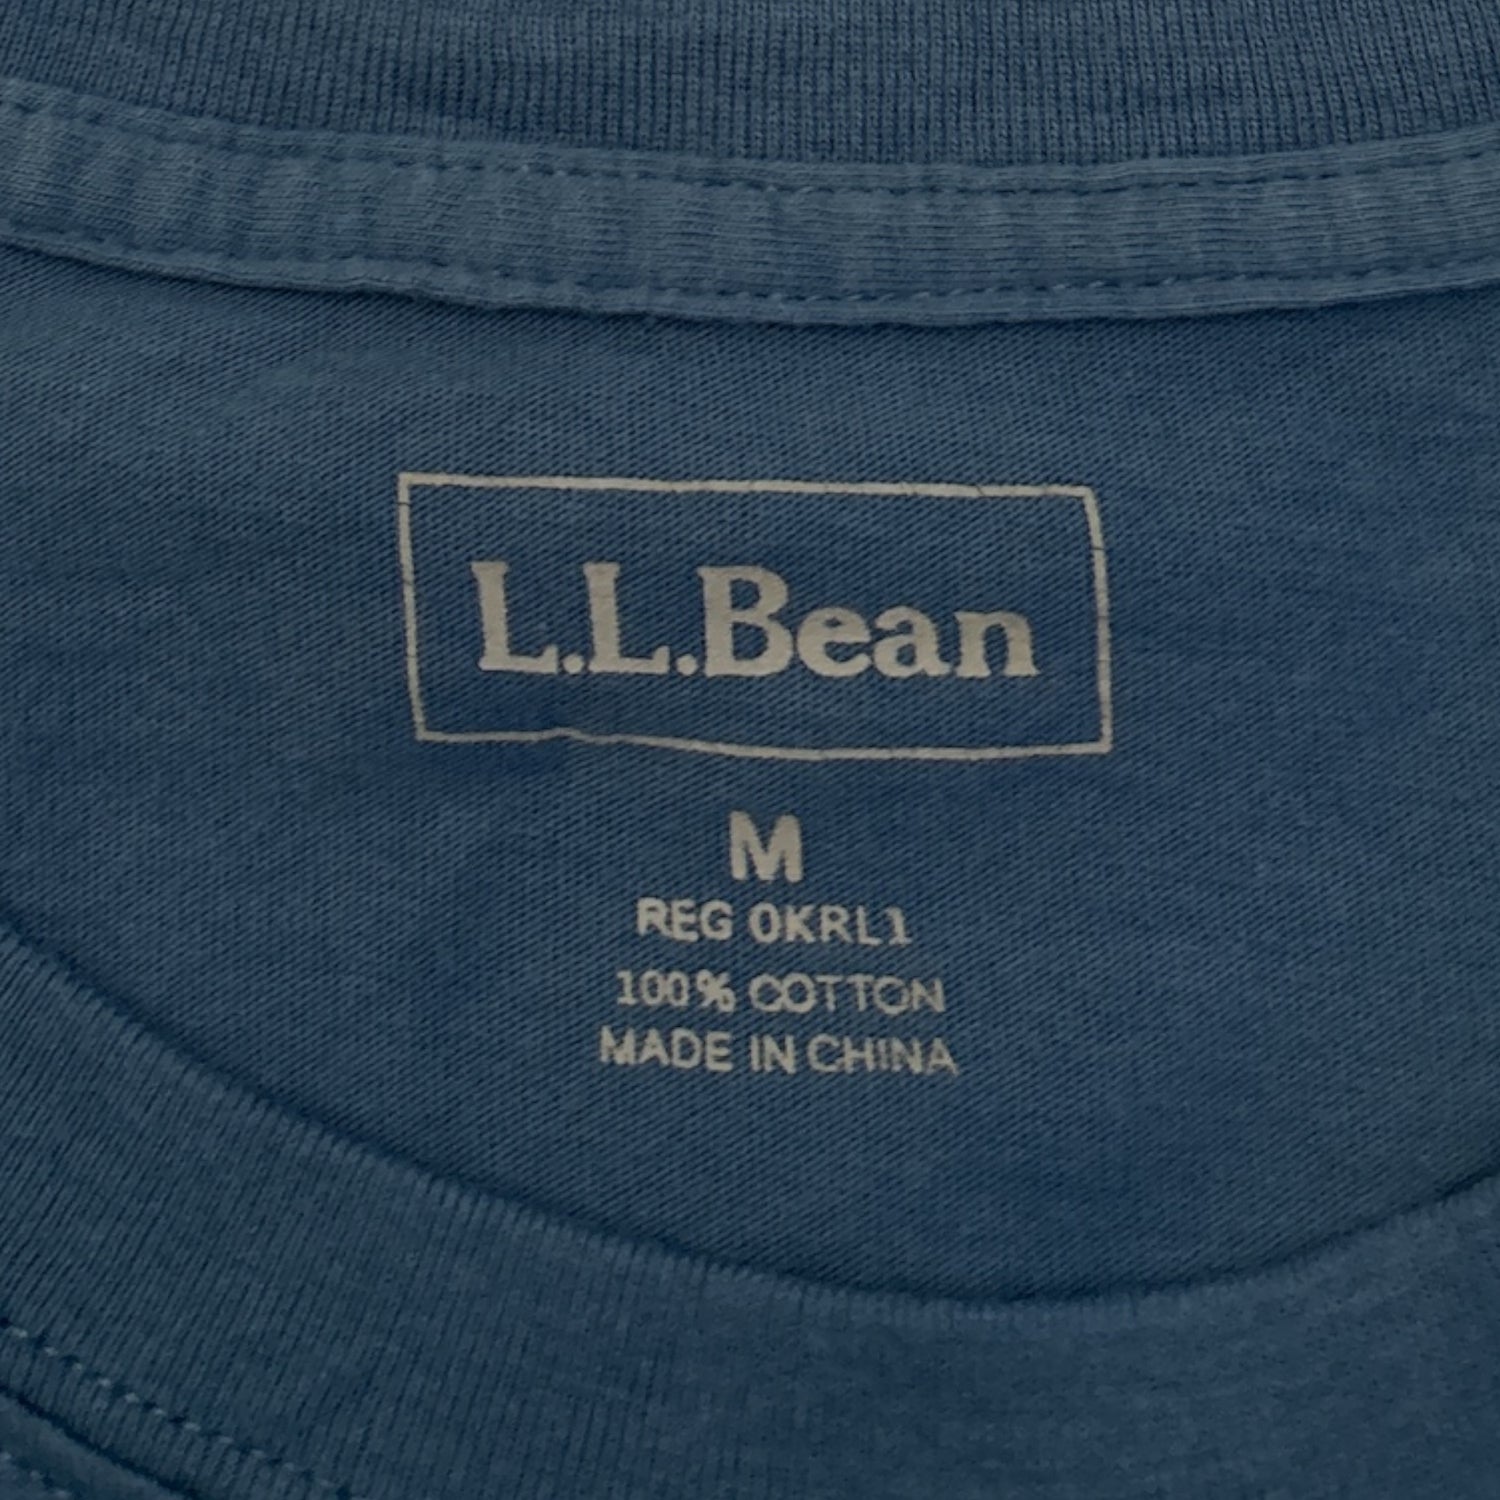 L.L.Bean
M
REG 0KRL1
100% COTTON
MADE IN CHINA